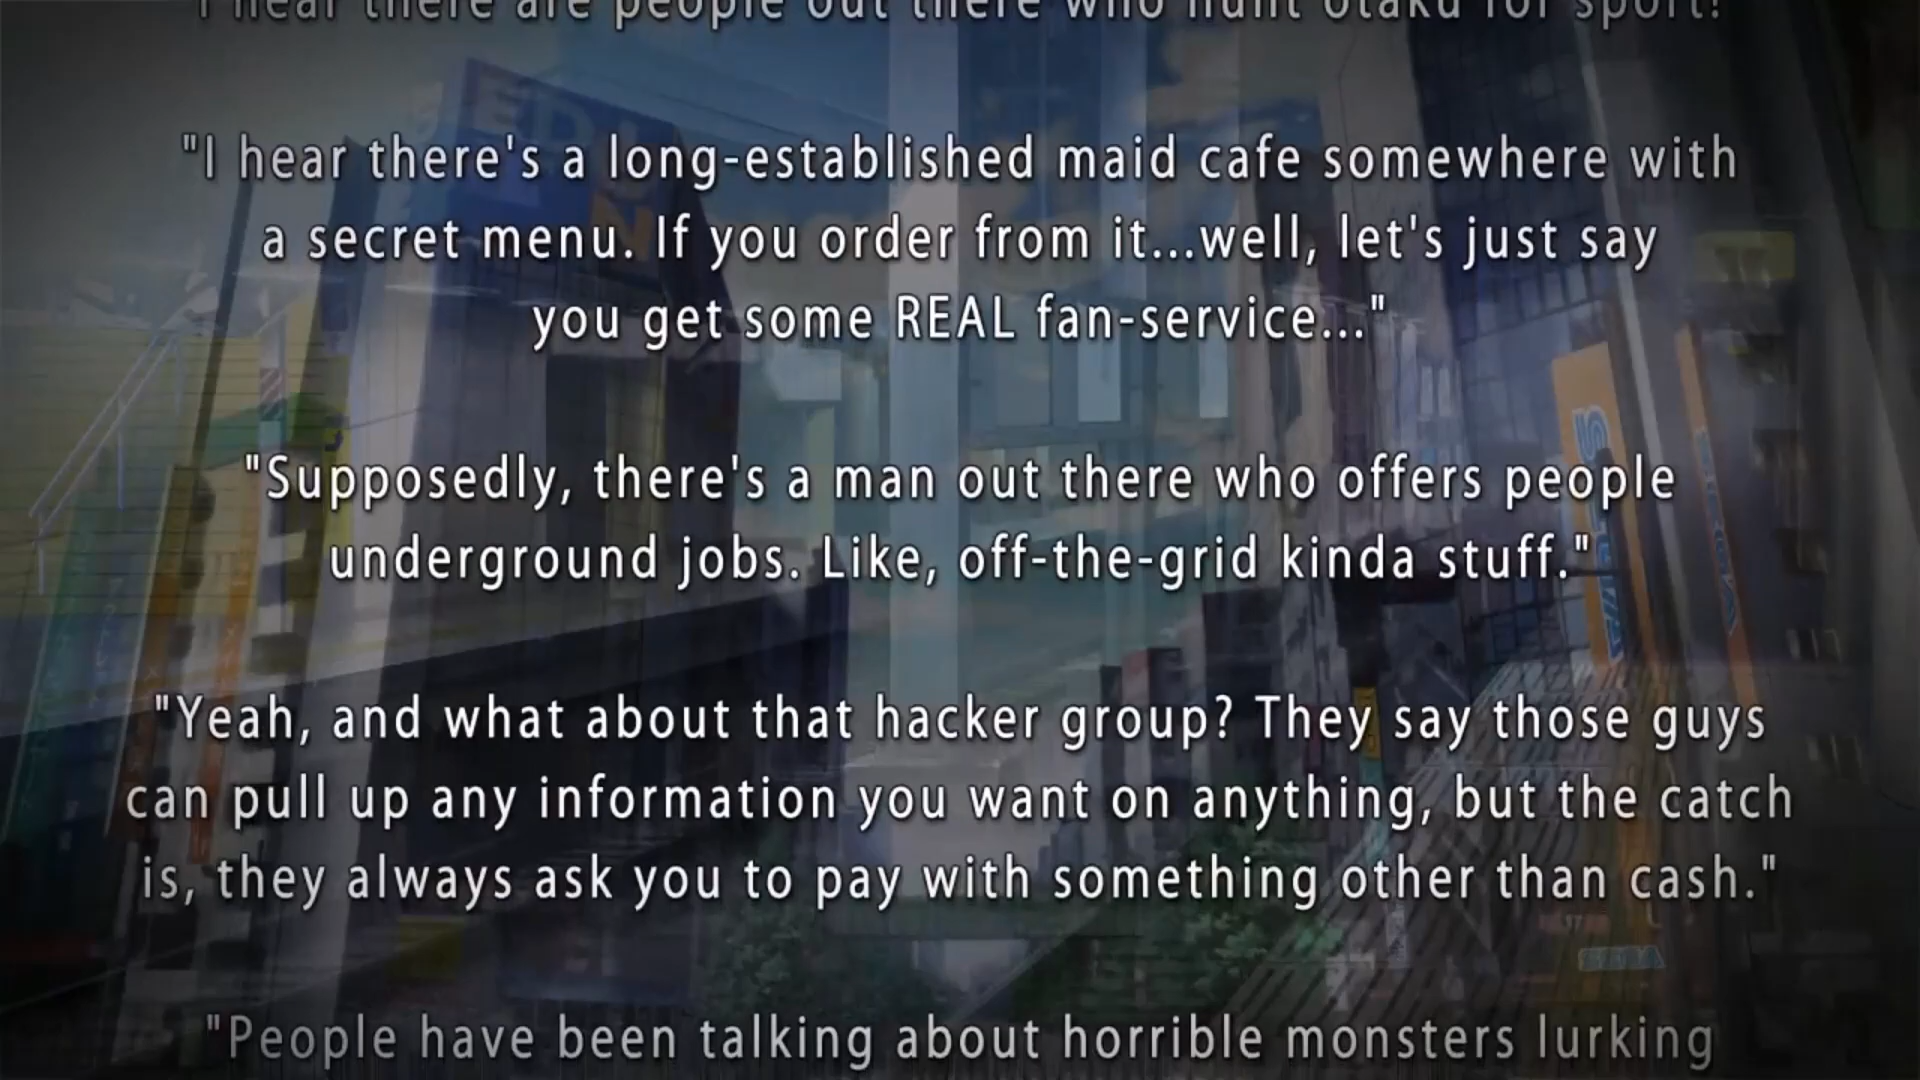 I hear there are people out there who hunt otaku for sport!
"I hear there's a long-established maid cafe somewhere with
a secret menu. If you order from it...well, let's just say
you get some REAL fan-service..."
"Supposedly, there's a man out there who offers people
underground jobs. Like, off-the-grid kinda stuff."
"Yeah, and what about that hacker group? They say those guys
can pull up any information you want on anything, but the catch
is, they always ask you to pay with something other than cash."
"People have been talking about horrible monsters lurking
SEGA
SEGA
SEGA